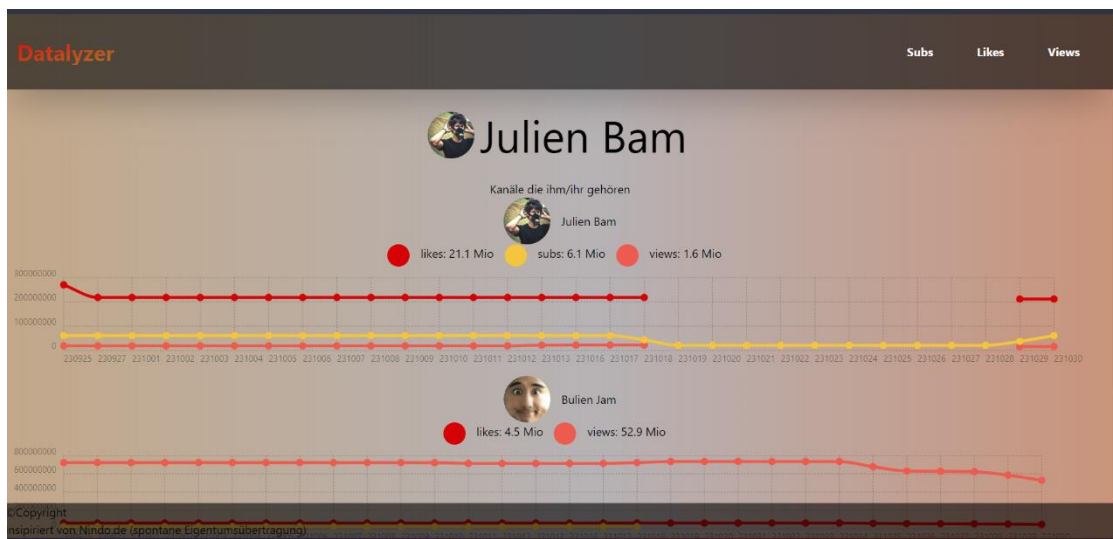 Datalyzer Subs Likes Views
Julien Bam
Kanäle die ihm/ihr gehören
Julien Bam
likes: 21.1 Mio subs: 6.1 Mio views: 1.6 Mio
300000000
200000000
100000000
0
230925 230927 231001 231002 231003 231004 231005 231006 231007 231008 231009 231010 231011 231012 231013 231016 231017 231018 231019 231020 231021 231022 231023 231024 231025 231026 231027 231028 231029 231030
Bulien Jam
likes: 4.5 Mio views: 52.9 Mio
800000000
600000000
400000000
©Copyright
nspiriert von Nindo.de (spontane Eigentumsübertragung)